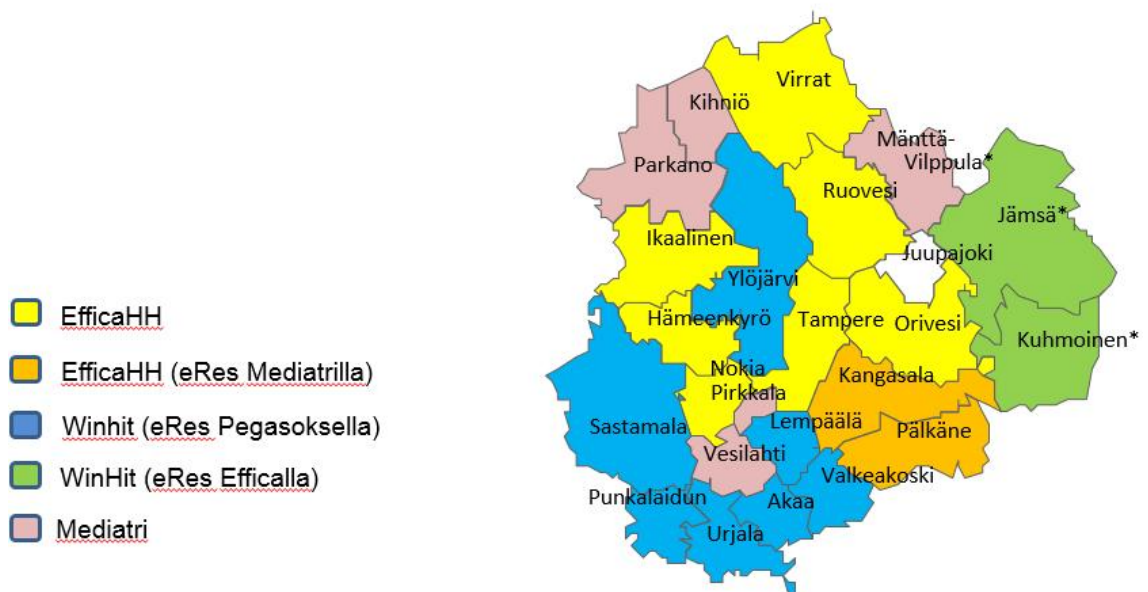 Virrat
Kihniö
Mänttä-
Vilppula*
Parkano
Ruovesi
Jämsä*
Ikaalinen
Juupajoki
Ylöjärvi
EfficaHH
Hämeenkyrö
Tampere
Orivesi
Kuhmoinen*
EfficaHH (eRes Mediatrilla)
Nokia
Kangasala
Pirkkala
Winhit (eRes Pegasoksella)
Sastamala
Lempäälä
Pälkäne
WinHit (eRes Efficalla)
Vesilahti
Valkeakoski
Punkalaidun
Akaa
Mediatri
Urjala